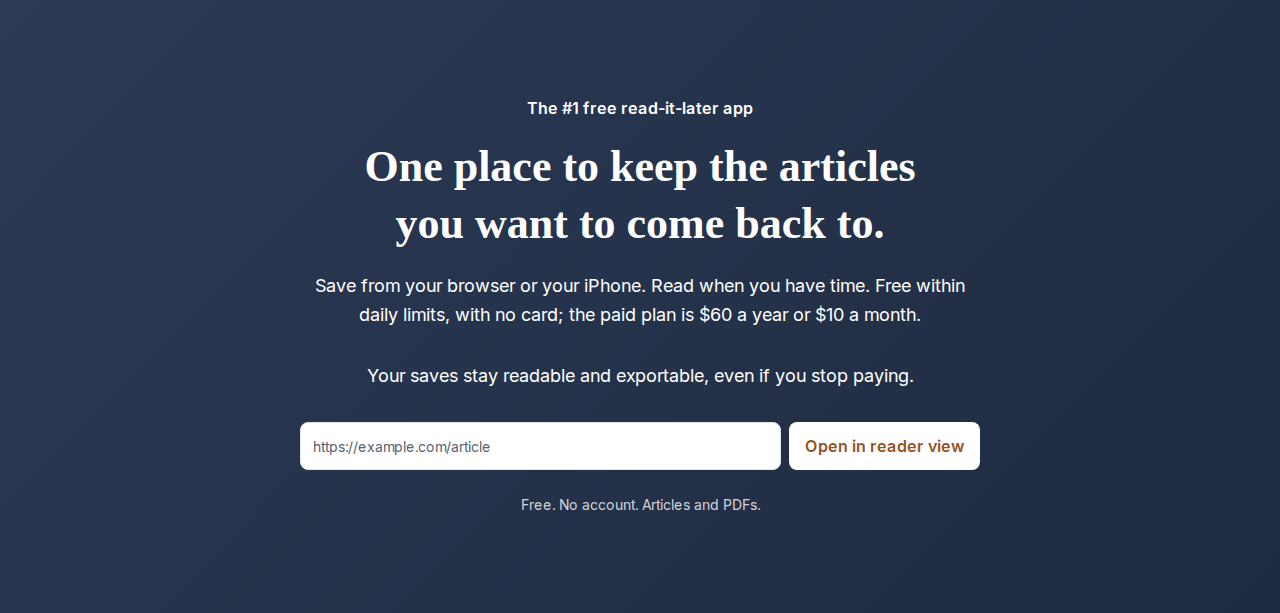 The #1 free read-it-later app
One place to keep the articles
you want to come back to.
Save from your browser or your iPhone. Read when you have time. Free within
daily limits, with no card; the paid plan is $60 a year or $10 a month.
Your saves stay readable and exportable, even if you stop paying.
https://example.com/article
Open in reader view
Free. No account. Articles and PDFs.